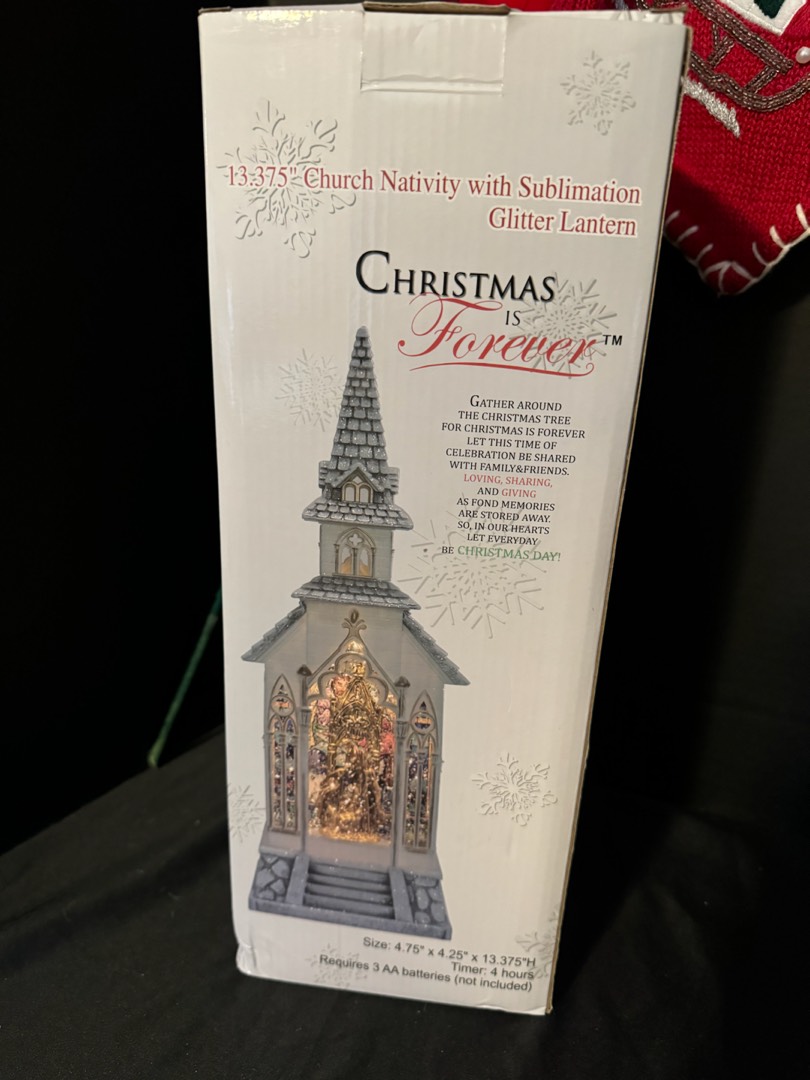 13.375" Church Nativity with Sublimation
Glitter Lantern
CHRISTMAS
IS
Forever™
GATHER AROUND
THE CHRISTMAS TREE
FOR CHRISTMAS IS FOREVER
LET THIS TIME OF
CELEBRATION BE SHARED
WITH FAMILY&FRIENDS.
LOVING, SHARING,
AND GIVING
AS FOND MEMORIES
ARE STORED AWAY.
SO, IN OUR HEARTS
LET EVERYDAY
BE CHRISTMAS DAY!
Size: 4.75" x 4.25" x 13.375"H
Timer: 4 hours
Requires 3 AA batteries (not included)